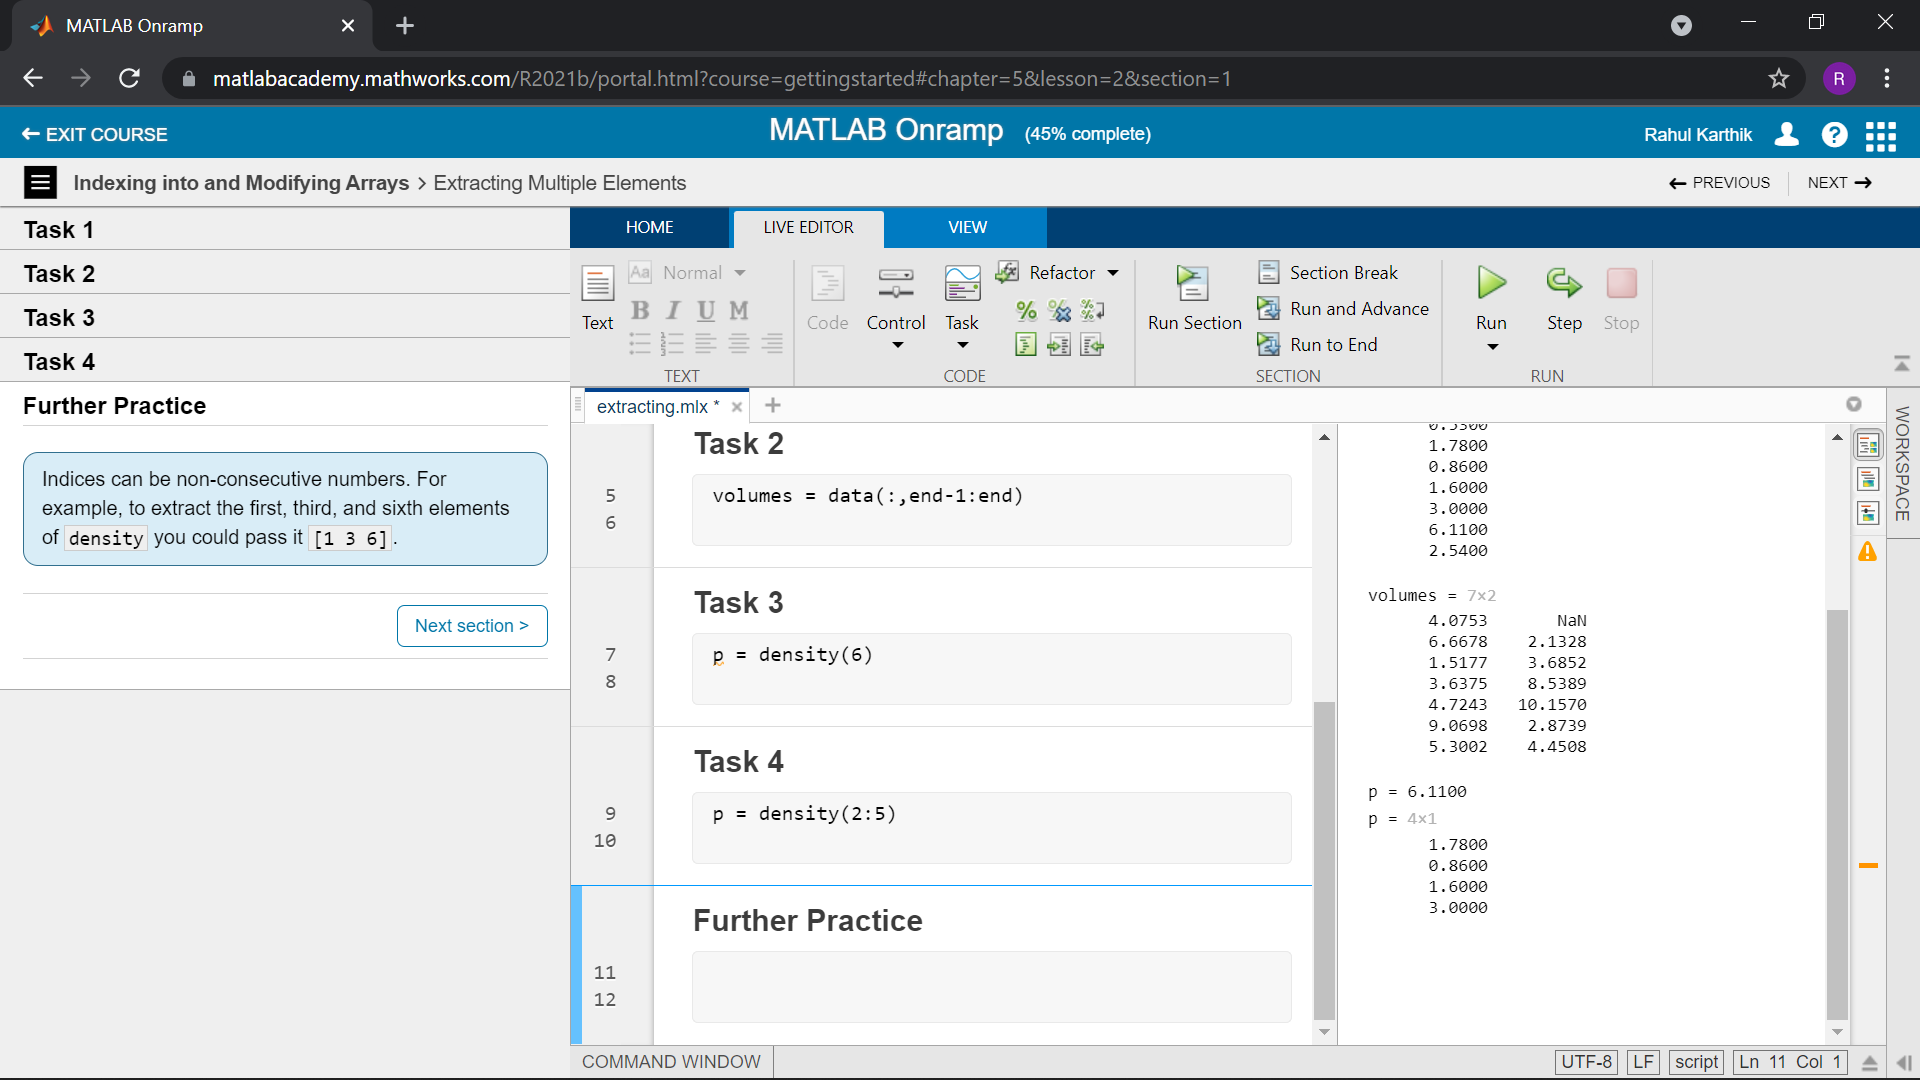 MATLAB Onramp
matlabacademy.mathworks.com/R2021b/portal.html?course=gettingstarted#chapter=5&lesson=2&section=1
R
EXIT COURSE
MATLAB Onramp (45% complete)
Rahul Karthik
Indexing into and Modifying Arrays > Extracting Multiple Elements
PREVIOUS
NEXT
Task 1
Task 2
Task 3
Task 4
Further Practice
Indices can be non-consecutive numbers. For
example, to extract the first, third, and sixth elements
of density you could pass it [1 3 6].
Next section >
HOME
LIVE EDITOR
VIEW
Text
Aa Normal
B I U M
TEXT
Code
Control
Task
Refactor
CODE
Run Section
Section Break
Run and Advance
Run to End
SECTION
Run
Step
Stop
RUN
extracting.mlx *
Task 2
5 volumes = data(:,end-1:end)
6
Task 3
7 p = density(6)
8
Task 4
9 p = density(2:5)
10
Further Practice
11
12
0.5300
1.7800
0.8600
1.6000
3.0000
6.1100
2.5400
volumes = 7×2
4.0753 NaN
6.6678 2.1328
1.5177 3.6852
3.6375 8.5389
4.7243 10.1570
9.0698 2.8739
5.3002 4.4508
p = 6.1100
p = 4×1
1.7800
0.8600
1.6000
3.0000
WORKSPACE
COMMAND WINDOW
UTF-8
LF
script
Ln 11 Col 1